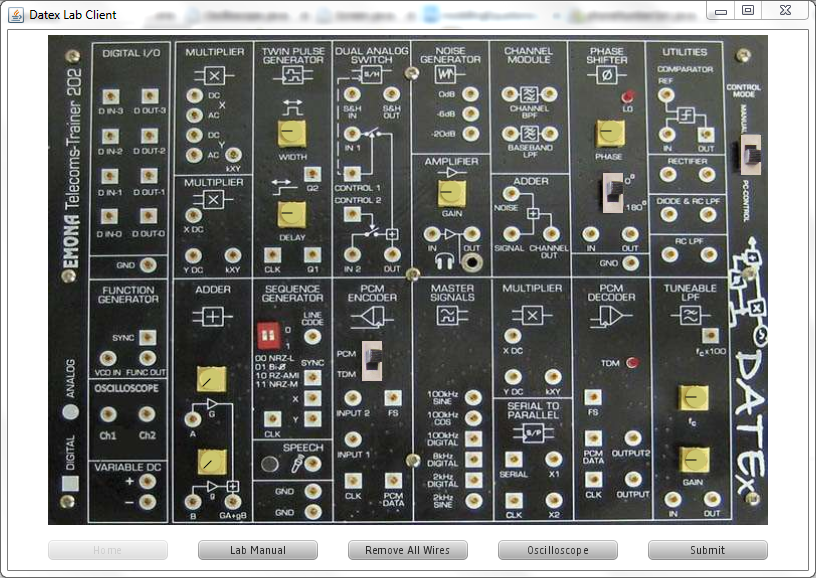 Datex Lab Client
EMONA Telecoms-Trainer 202
DIGITAL I/O
D IN-3 D OUT-3
D IN-2 D OUT-2
D IN-1 D OUT-1
D IN-0 D OUT-0
GND
MULTIPLIER
DC
X
AC
DC
Y
AC
kXY
MULTIPLIER
X DC
Y DC kXY
TWIN PULSE
GENERATOR
WIDTH
Q2
DELAY
CLK Q1
DUAL ANALOG
SWITCH
S/H
S&H
IN
S&H
OUT
IN 1
CONTROL 1
CONTROL 2
IN 2 OUT
NOISE
GENERATOR
0dB
-6dB
-20dB
AMPLIFIER
GAIN
IN OUT
CHANNEL
MODULE
CHANNEL
BPF
BASEBAND
LPF
ADDER
NOISE
SIGNAL CHANNEL
OUT
PHASE
SHIFTER
LO
PHASE
0°
180°
IN OUT
GND
UTILITIES
COMPARATOR
REF
IN OUT
RECTIFIER
DIODE & RC LPF
RC LPF
CONTROL
MODE
MANUAL
PC-CONTROL
FUNCTION
GENERATOR
SYNC
VCO IN FUNC OUT
OSCILLOSCOPE
Ch1 Ch2
VARIABLE DC
+
−
ANALOG
DIGITAL
ADDER
G
A
g
B GA+gB
SEQUENCE
GENERATOR
0
1
LINE
CODE
00 NRZ-L
01 Bi-Ø
10 RZ-AMI
11 NRZ-M
SYNC
X
Y
CLK
SPEECH
GND
GND
PCM
ENCODER
PCM
TDM
INPUT 2 FS
INPUT 1
CLK PCM
DATA
MASTER
SIGNALS
100kHz
SINE
100kHz
COS
100kHz
DIGITAL
8kHz
DIGITAL
2kHz
DIGITAL
2kHz
SINE
MULTIPLIER
X DC
Y DC kXY
SERIAL TO
PARALLEL
S/P
SERIAL X1
CLK X2
PCM
DECODER
TDM
FS
PCM
DATA
OUTPUT2
CLK OUTPUT
TUNEABLE
LPF
fc x100
fc
GAIN
IN OUT
DATEx
Home
Lab Manual
Remove All Wires
Oscilloscope
Submit